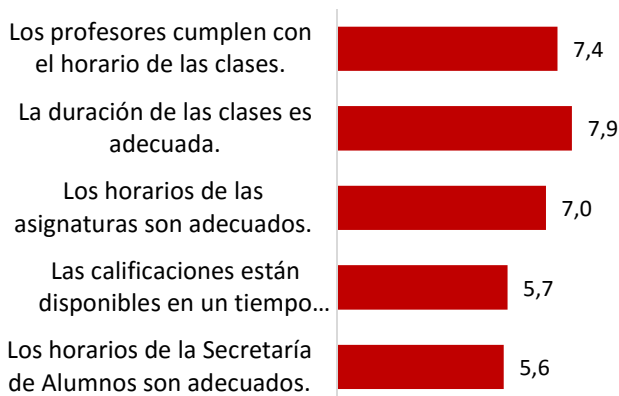 Los profesores cumplen con
el horario de las clases.
7,4
La duración de las clases es
adecuada.
7,9
Los horarios de las
asignaturas son adecuados.
7,0
Las calificaciones están
disponibles en un tiempo…
5,7
Los horarios de la Secretaría
de Alumnos son adecuados.
5,6